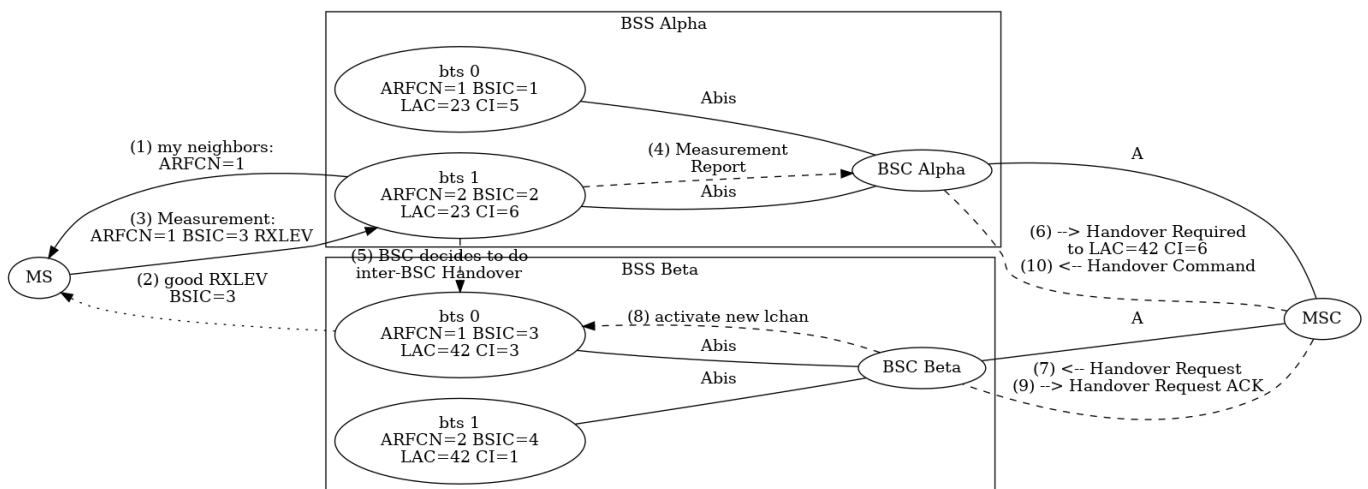 BSS Alpha
bts 0
ARFCN=1 BSIC=1
LAC=23 CI=5
Abis
(1) my neighbors:
ARFCN=1
bts 1
ARFCN=2 BSIC=2
LAC=23 CI=6
(4) Measurement
Report
Abis
BSC Alpha
A
(3) Measurement:
ARFCN=1 BSIC=3 RXLEV
MS
(2) good RXLEV
BSIC=3
(5) BSC decides to do
inter-BSC Handover
(6) --> Handover Required
to LAC=42 CI=6
(10) <-- Handover Command
BSS Beta
bts 0
ARFCN=1 BSIC=3
LAC=42 CI=3
(8) activate new lchan
Abis
Abis
BSC Beta
A
MSC
(7) <-- Handover Request
(9) --> Handover Request ACK
bts 1
ARFCN=2 BSIC=4
LAC=42 CI=1